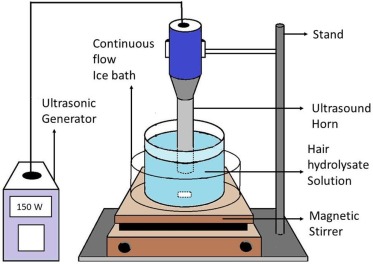 Continuous
flow
Ice bath
Stand
Ultrasonic
Generator
Ultrasound
Horn
Hair
hydrolysate
Solution
150 W
Magnetic
Stirrer